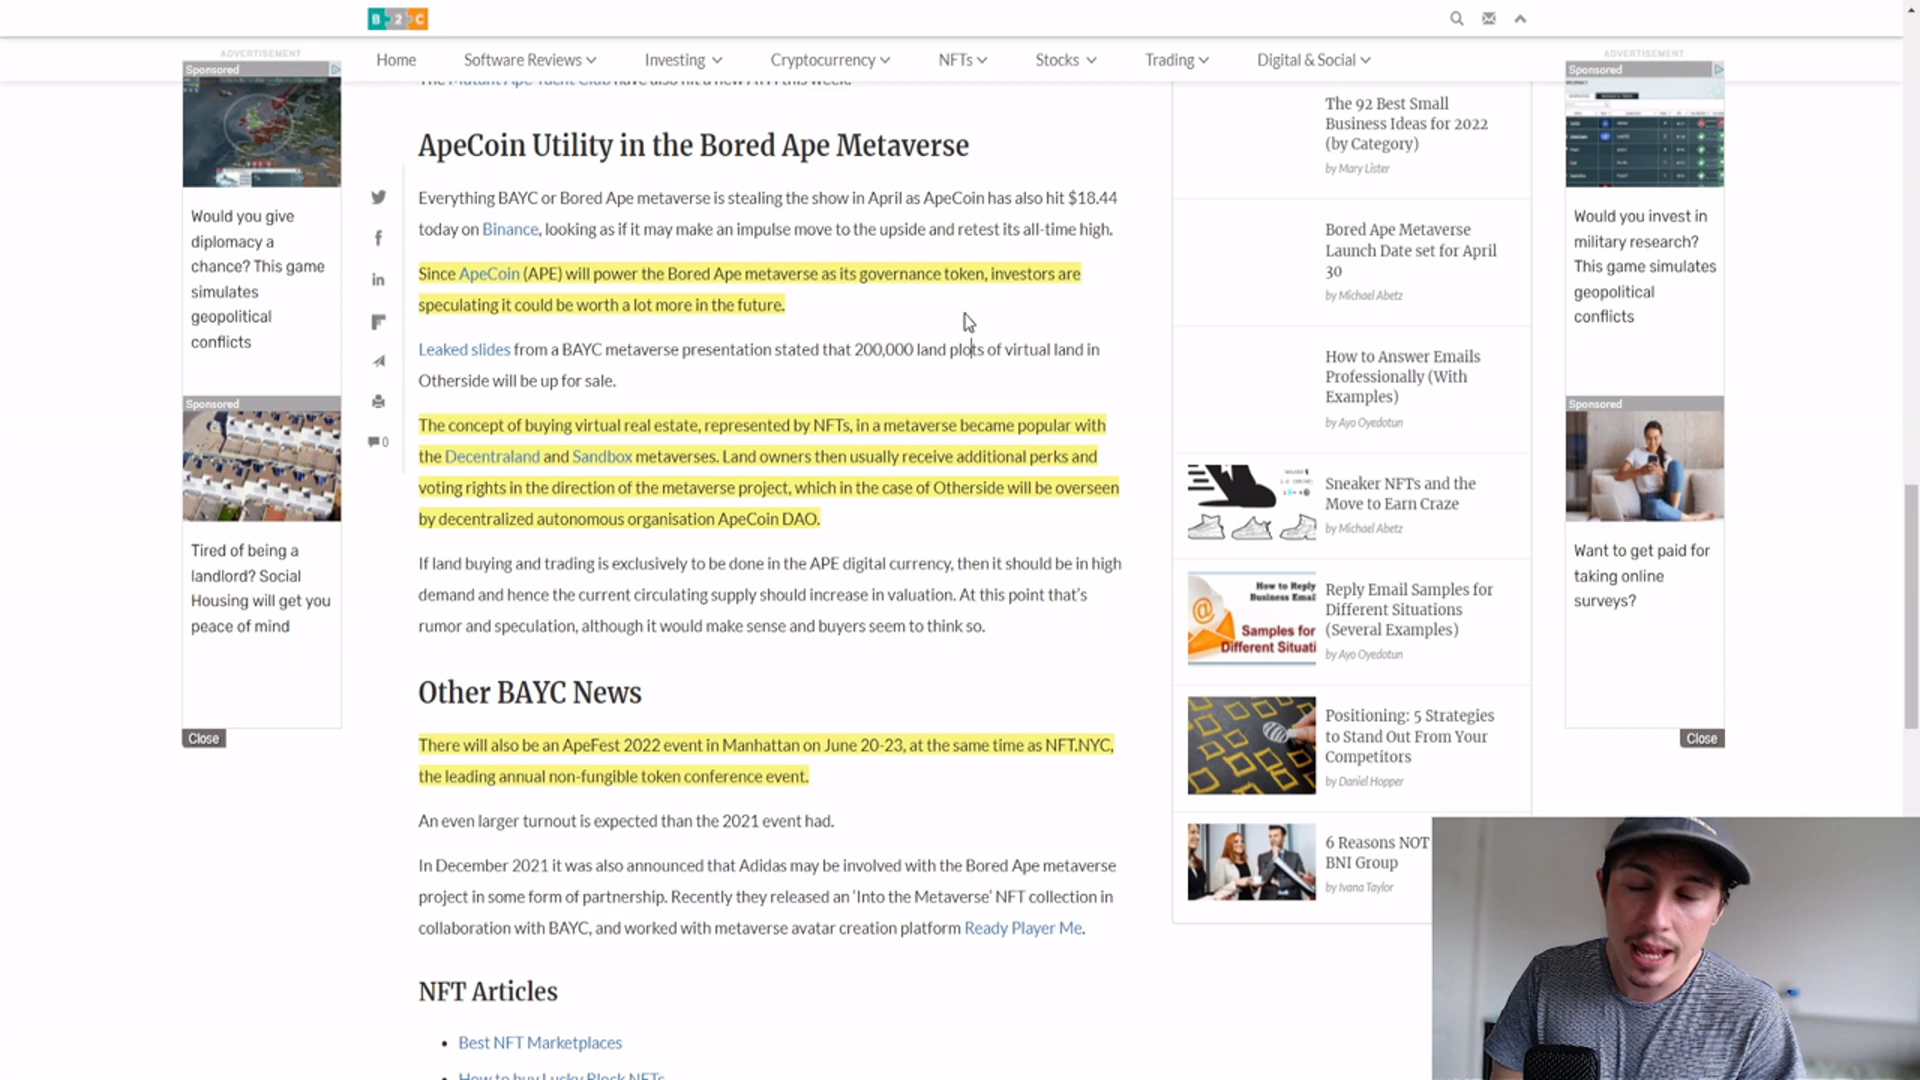 B 2 C
Home Software Reviews Investing Cryptocurrency NFTs Stocks Trading Digital & Social
ADVERTISEMENT
Sponsored
Would you give
diplomacy a
chance? This game
simulates
geopolitical
conflicts
Sponsored
Tired of being a
landlord? Social
Housing will get you
peace of mind
Close
0
The Mutant Ape Yacht Club have also hit a new ATH this week.
ApeCoin Utility in the Bored Ape Metaverse
Everything BAYC or Bored Ape metaverse is stealing the show in April as ApeCoin has also hit $18.44
today on Binance, looking as if it may make an impulse move to the upside and retest its all-time high.
Since ApeCoin (APE) will power the Bored Ape metaverse as its governance token, investors are
speculating it could be worth a lot more in the future.
Leaked slides from a BAYC metaverse presentation stated that 200,000 land plots of virtual land in
Otherside will be up for sale.
The concept of buying virtual real estate, represented by NFTs, in a metaverse became popular with
the Decentraland and Sandbox metaverses. Land owners then usually receive additional perks and
voting rights in the direction of the metaverse project, which in the case of Otherside will be overseen
by decentralized autonomous organisation ApeCoin DAO.
If land buying and trading is exclusively to be done in the APE digital currency, then it should be in high
demand and hence the current circulating supply should increase in valuation. At this point that's
rumor and speculation, although it would make sense and buyers seem to think so.
Other BAYC News
There will also be an ApeFest 2022 event in Manhattan on June 20-23, at the same time as NFT.NYC,
the leading annual non-fungible token conference event.
An even larger turnout is expected than the 2021 event had.
In December 2021 it was also announced that Adidas may be involved with the Bored Ape metaverse
project in some form of partnership. Recently they released an 'Into the Metaverse' NFT collection in
collaboration with BAYC, and worked with metaverse avatar creation platform Ready Player Me.
NFT Articles
• Best NFT Marketplaces
How to buy Lucky Block NFTs
The 92 Best Small
Business Ideas for 2022
(by Category)
by Mary Lister
Bored Ape Metaverse
Launch Date set for April
30
by Michael Abetz
How to Answer Emails
Professionally (With
Examples)
by Ayo Oyedotun
Sneaker NFTs and the
Move to Earn Craze
by Michael Abetz
How to Reply
Business Emai
Samples for
Different Situati
Reply Email Samples for
Different Situations
(Several Examples)
by Ayo Oyedotun
Positioning: 5 Strategies
to Stand Out From Your
Competitors
by Daniel Hopper
6 Reasons NOT
BNI Group
by Ivana Taylor
ADVERTISEMENT
Sponsored
Would you invest in
military research?
This game simulates
geopolitical
conflicts
Sponsored
Want to get paid for
taking online
surveys?
Close